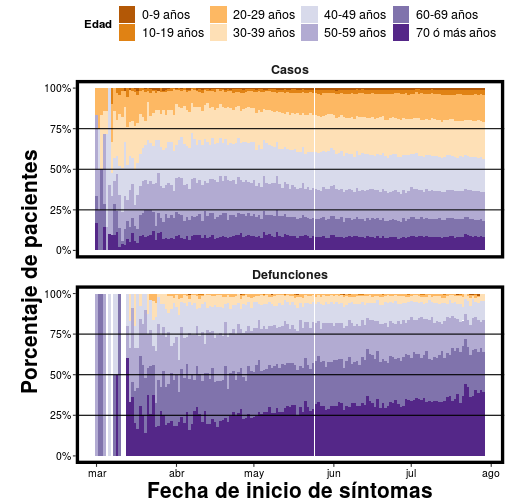 Edad
0-9 años 20-29 años 40-49 años 60-69 años
10-19 años 30-39 años 50-59 años 70 ó más años
Casos
100%
75%
50%
25%
0%
Porcentaje de pacientes
Defunciones
100%
75%
50%
25%
0%
mar abr may jun jul ago
Fecha de inicio de síntomas